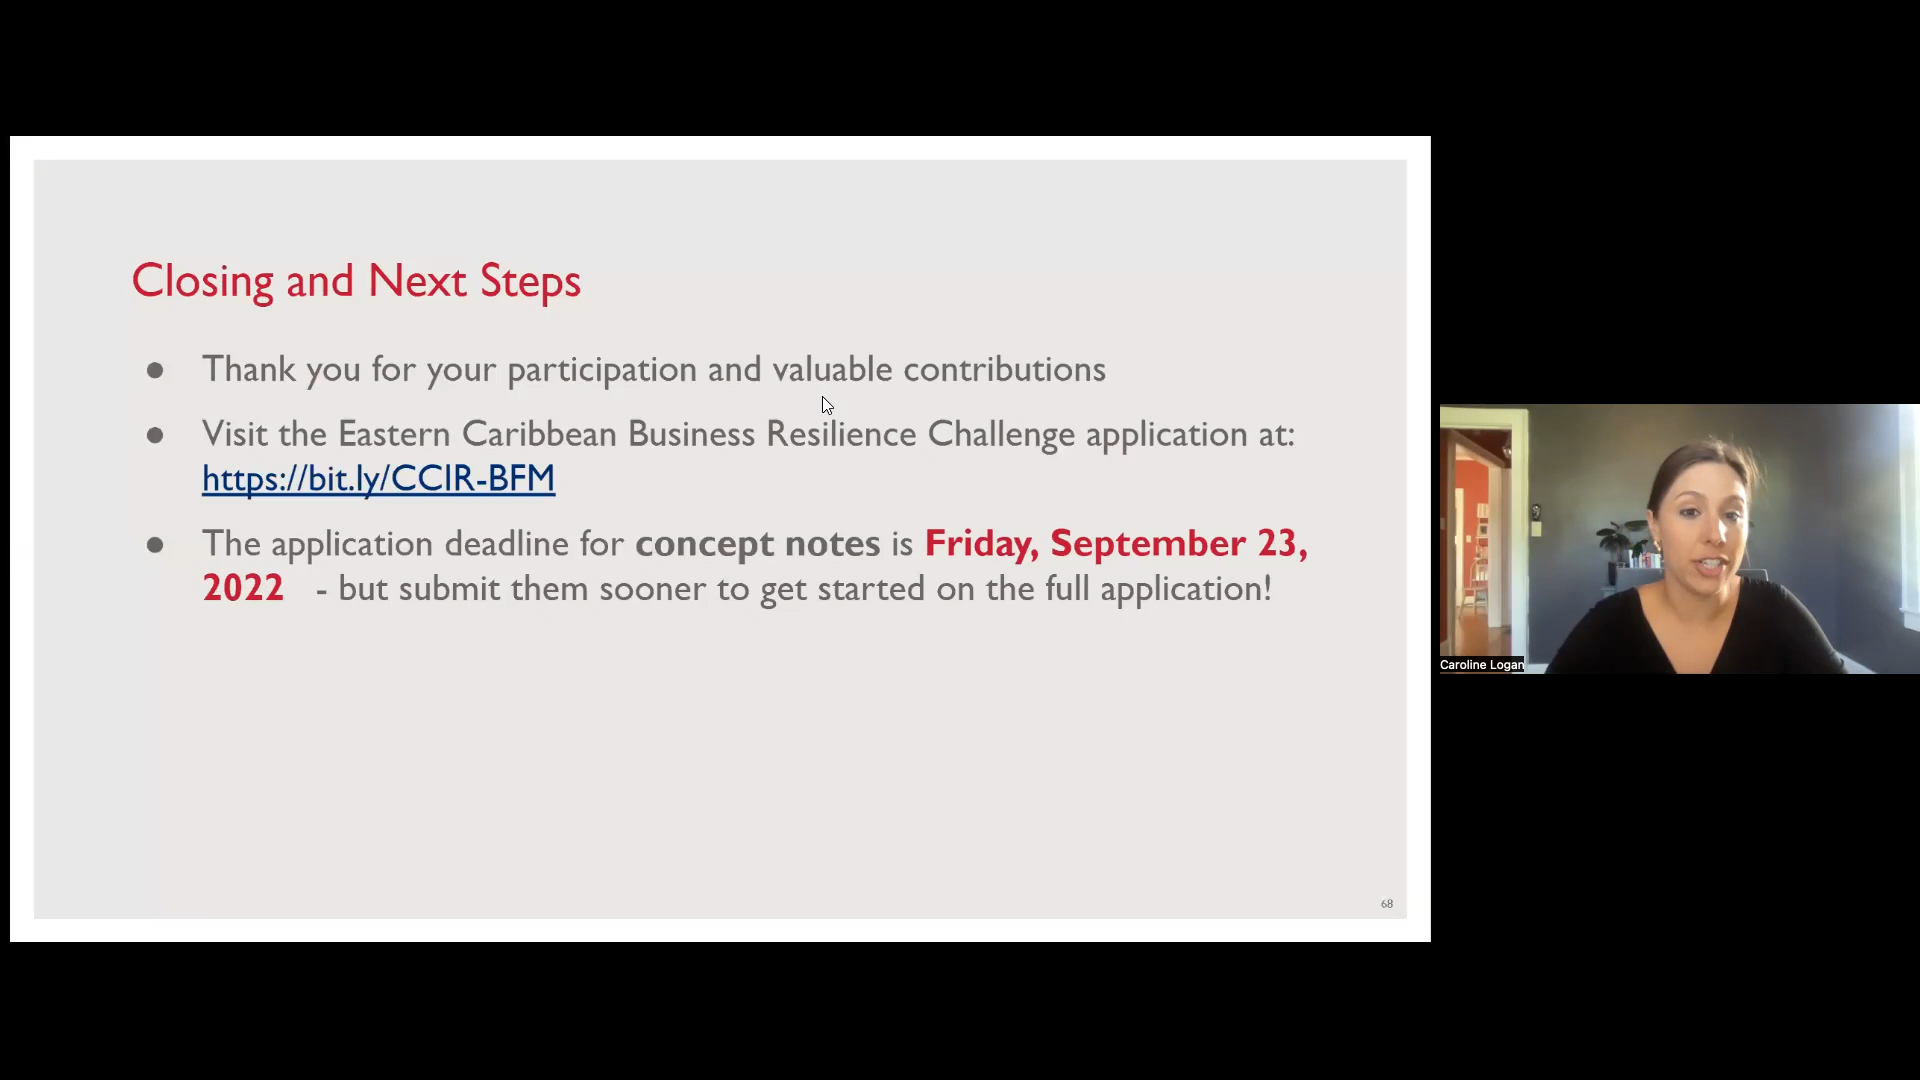 Closing and Next Steps
● Thank you for your participation and valuable contributions
● Visit the Eastern Caribbean Business Resilience Challenge application at:
https://bit.ly/CCIR-BFM
● The application deadline for concept notes is Friday, September 23,
2022 - but submit them sooner to get started on the full application!
68
Caroline Logan